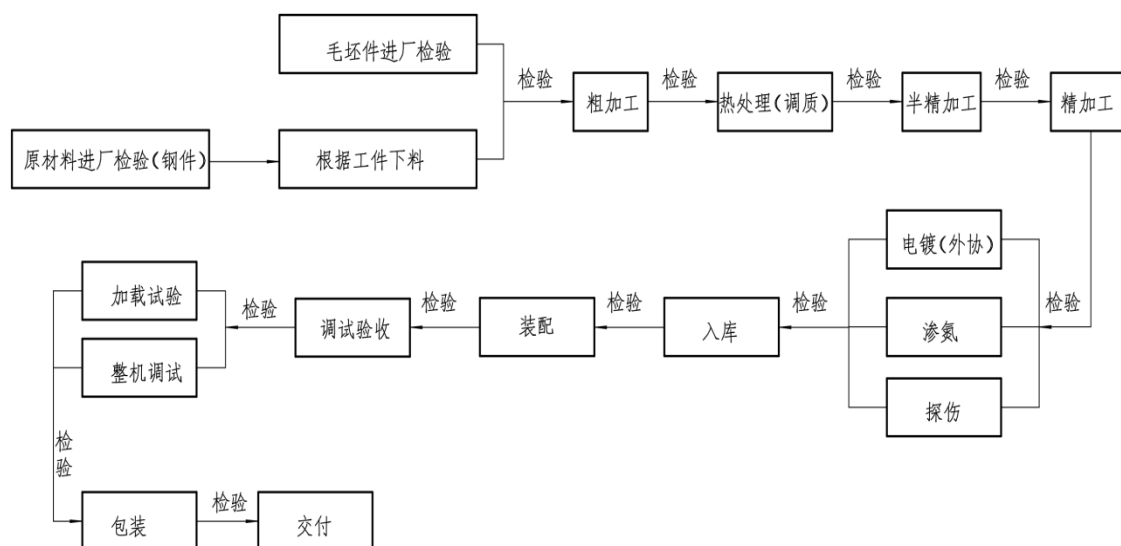 毛坯件进厂检验
检验
粗加工
检验
热处理(调质)
检验
半精加工
检验
精加工
原材料进厂检验(钢件)
根据工件下料
电镀(外协)
加载试验
检验
调试验收
检验
装配
检验
入库
检验
渗氮
检验
整机调试
探伤
检验
包装
检验
交付